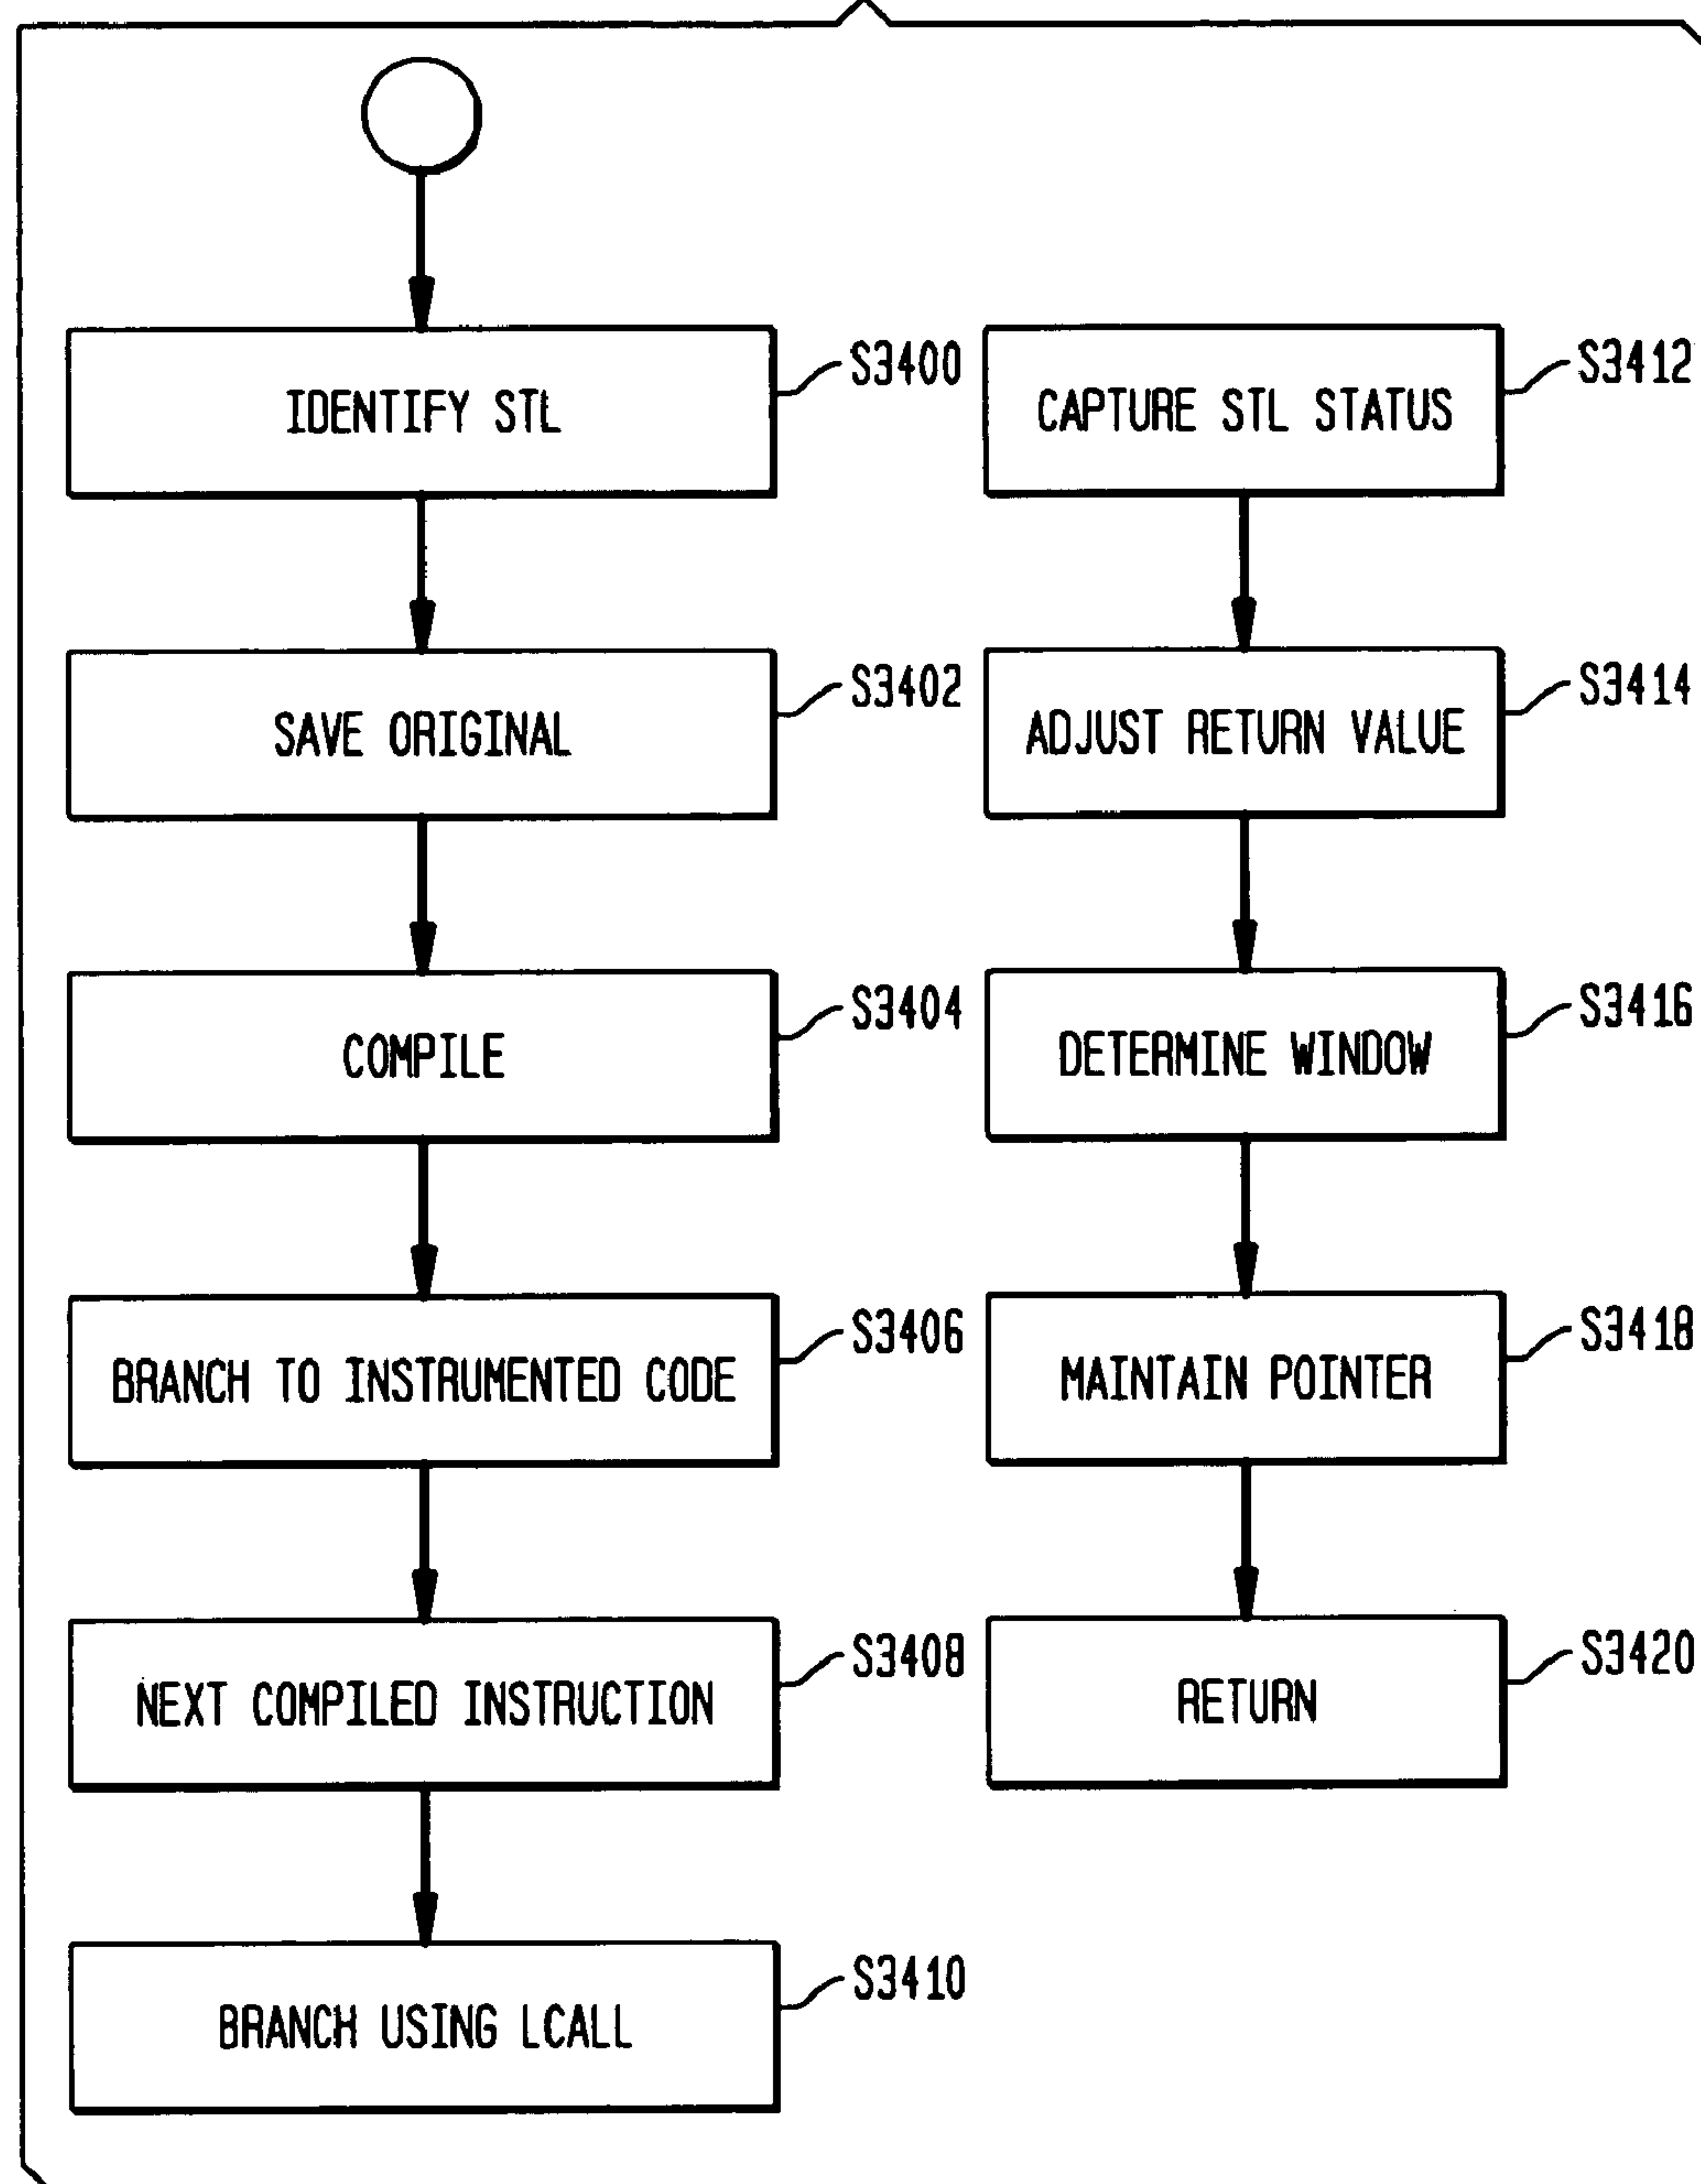 IDENTIFY STL
S3400
SAVE ORIGINAL
S3402
COMPILE
S3404
BRANCH TO INSTRUMENTED CODE
S3406
NEXT COMPILED INSTRUCTION
S3408
BRANCH USING LCALL
S3410
CAPTURE STL STATUS
S3412
ADJUST RETURN VALUE
S3414
DETERMINE WINDOW
S3416
MAINTAIN POINTER
S3418
RETURN
S3420